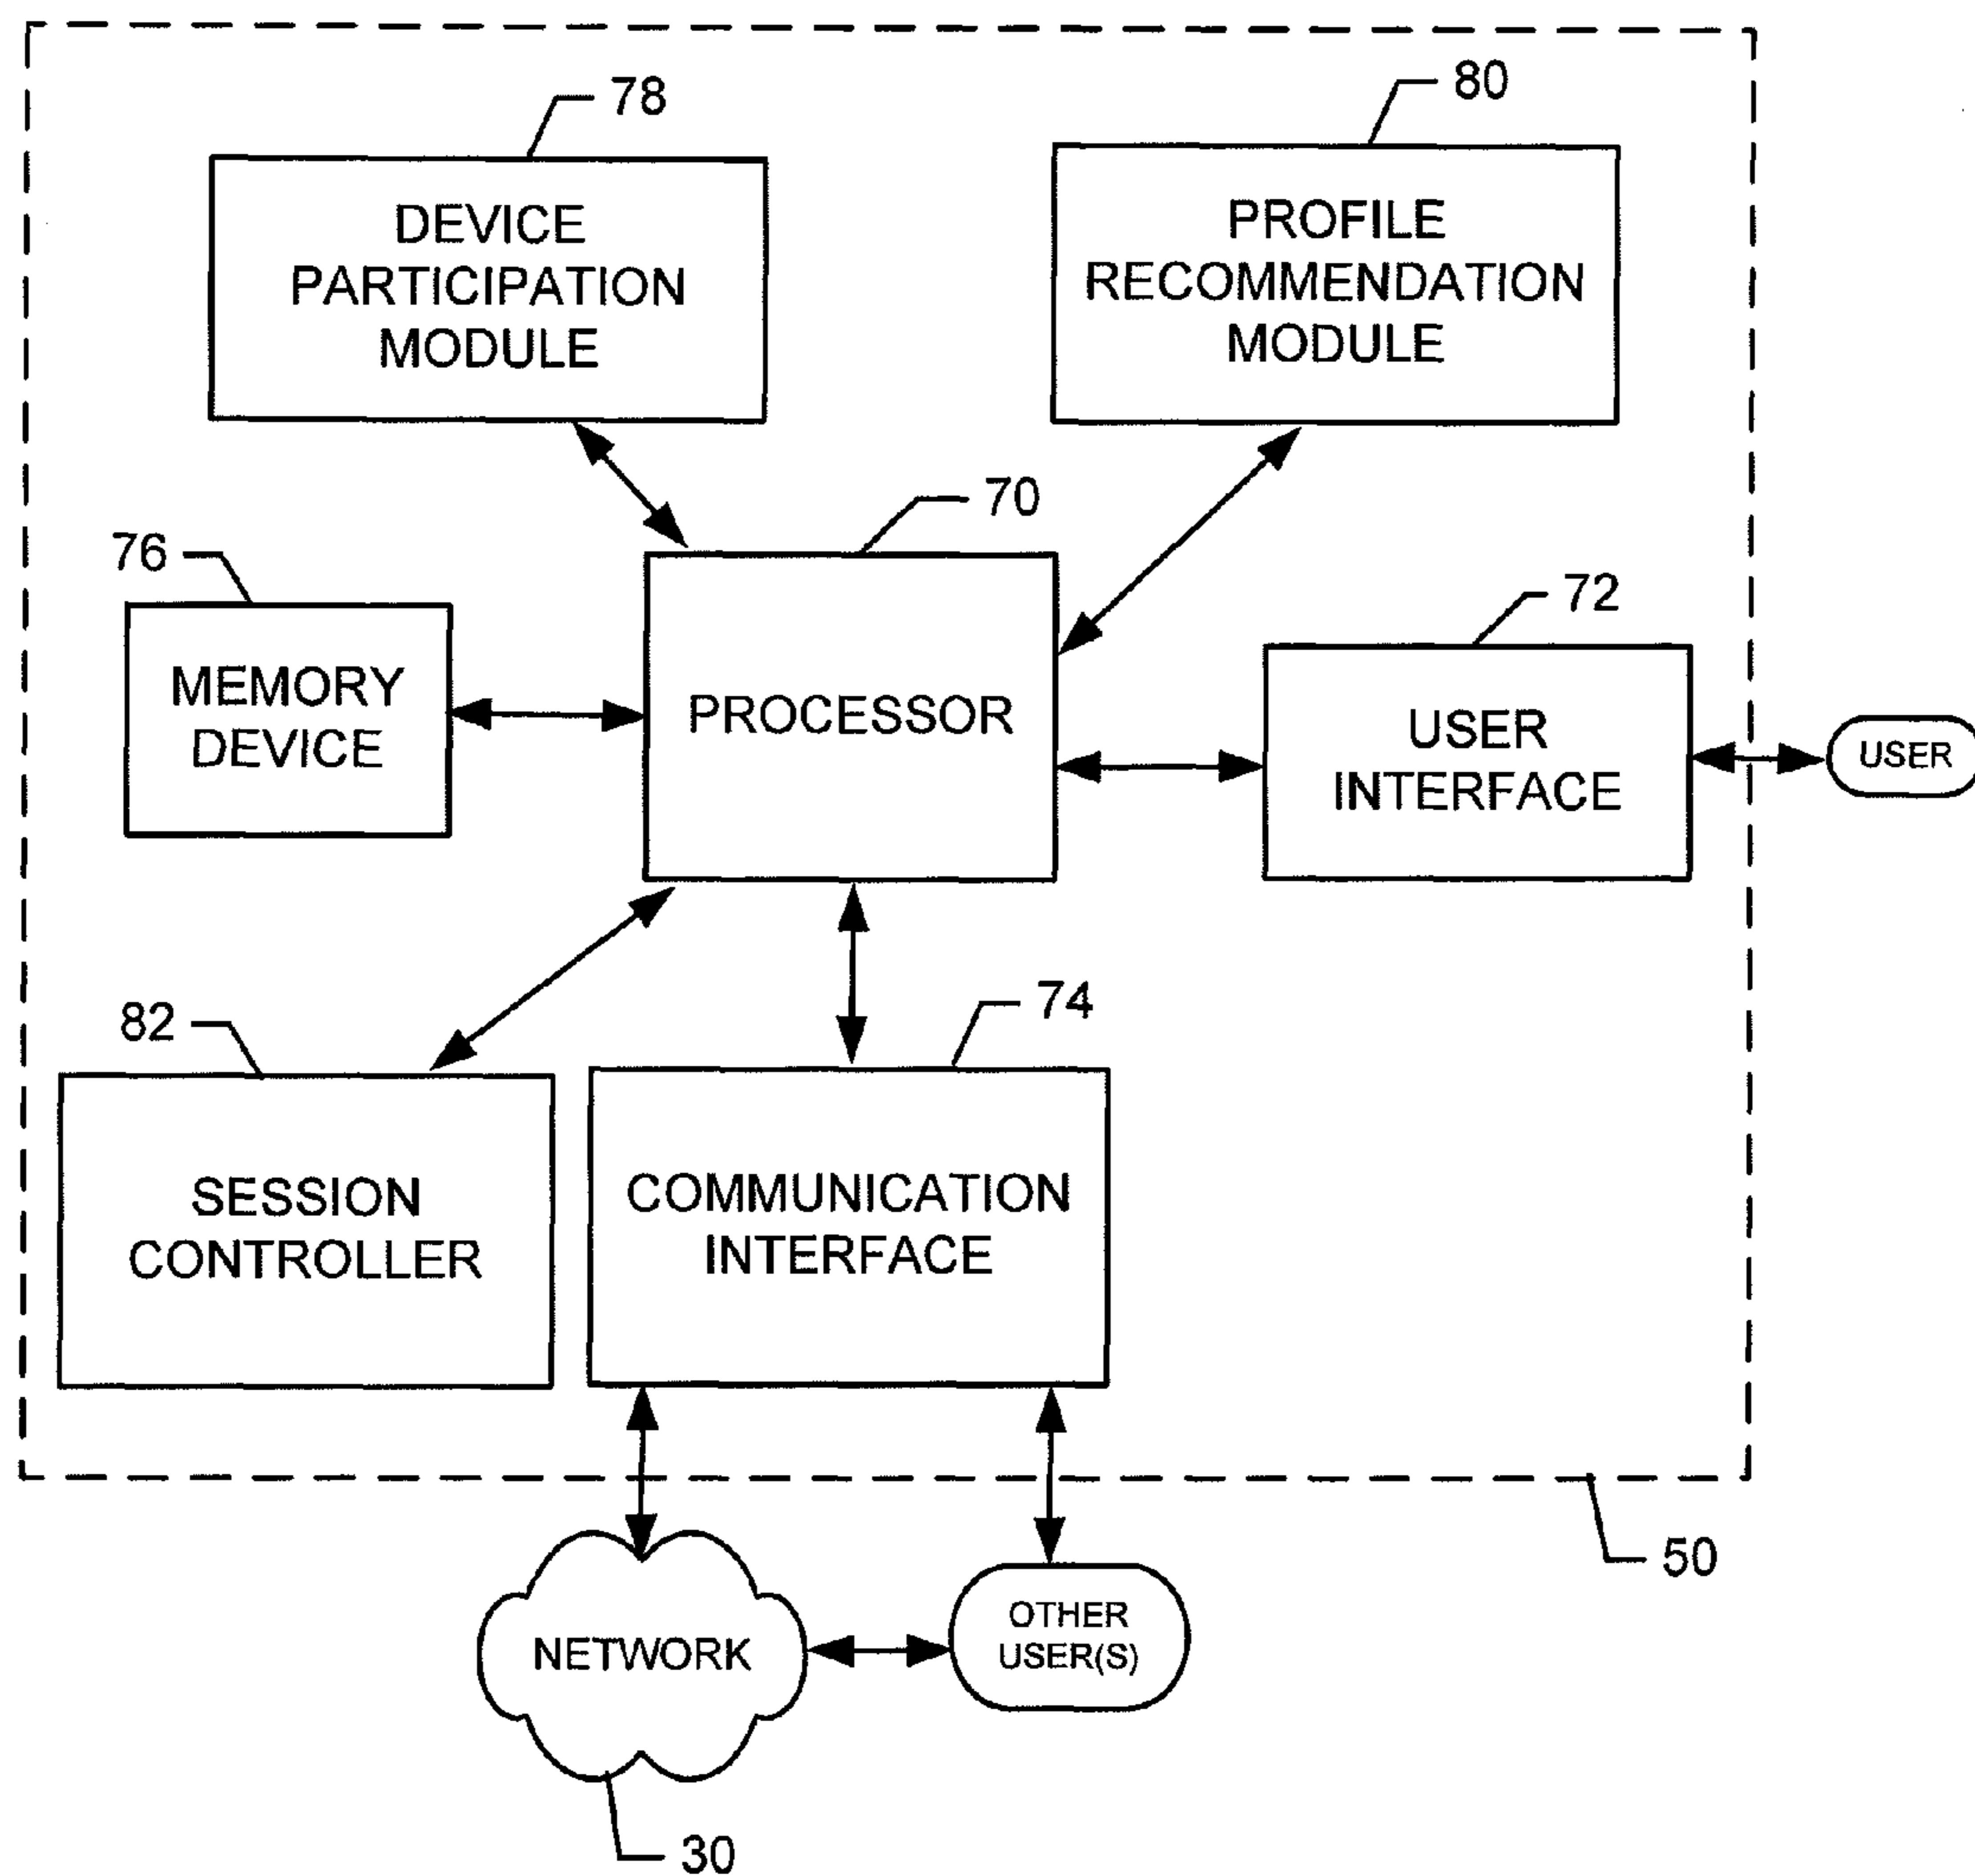 78
80
DEVICE
PARTICIPATION
MODULE
PROFILE
RECOMMENDATION
MODULE
70
76
72
MEMORY
DEVICE
PROCESSOR
USER
INTERFACE
USER
82
74
SESSION
CONTROLLER
COMMUNICATION
INTERFACE
50
NETWORK
OTHER
USER(S)
30